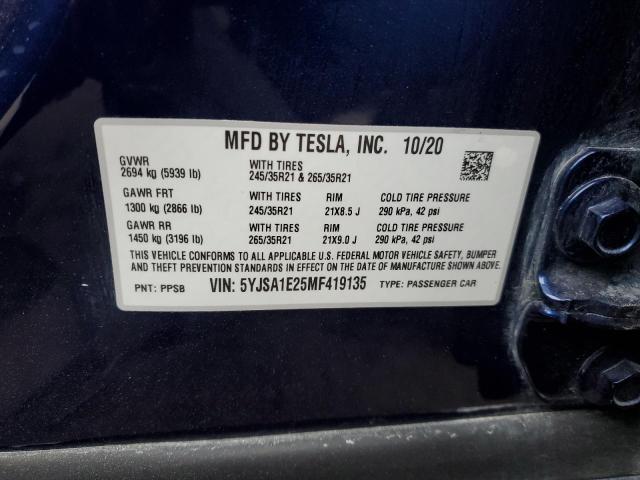 MFD BY TESLA, INC. 10/20
GVWR
2694 kg (5939 lb)
WITH TIRES
245/35R21 & 265/35R21
GAWR FRT WITH TIRES RIM COLD TIRE PRESSURE
1300 kg (2866 lb) 245/35R21 21X8.5 J 290 kPa, 42 psi
GAWR RR WITH TIRES RIM COLD TIRE PRESSURE
1450 kg (3196 lb) 265/35R21 21X9.0 J 290 kPa, 42 psi
THIS VEHICLE CONFORMS TO ALL APPLICABLE U.S. FEDERAL MOTOR VEHICLE SAFETY, BUMPER
AND THEFT PREVENTION STANDARDS IN EFFECT ON THE DATE OF MANUFACTURE SHOWN ABOVE.
PNT: PPSB VIN: 5YJSA1E25MF419135 TYPE: PASSENGER CAR